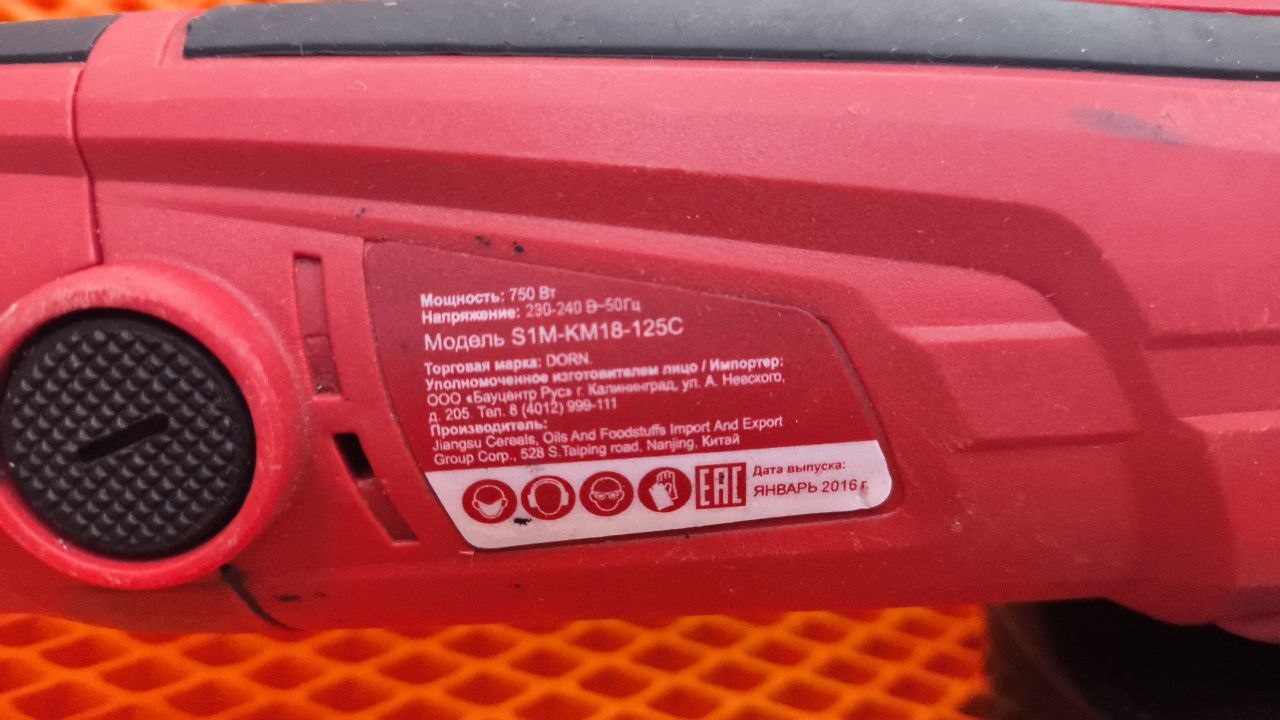 Мощность: 750 Вт
Напряжение: 230-240 В~50Гц
Модель S1M-KM18-125C
Торговая марка: DORN.
Уполномоченное изготовителем лицо / Импортер:
ООО «Бауцентр Рус» г. Калининград, ул. А. Невского,
д. 205. Тел. 8 (4012) 999-111
Производитель:
Jiangsu Cereals, Oils And Foodstuffs Import And Export
Group Corp., 528 S.Taiping road, Nanjing, Китай
EAC
Дата выпуска:
ЯНВАРЬ 2016 г.